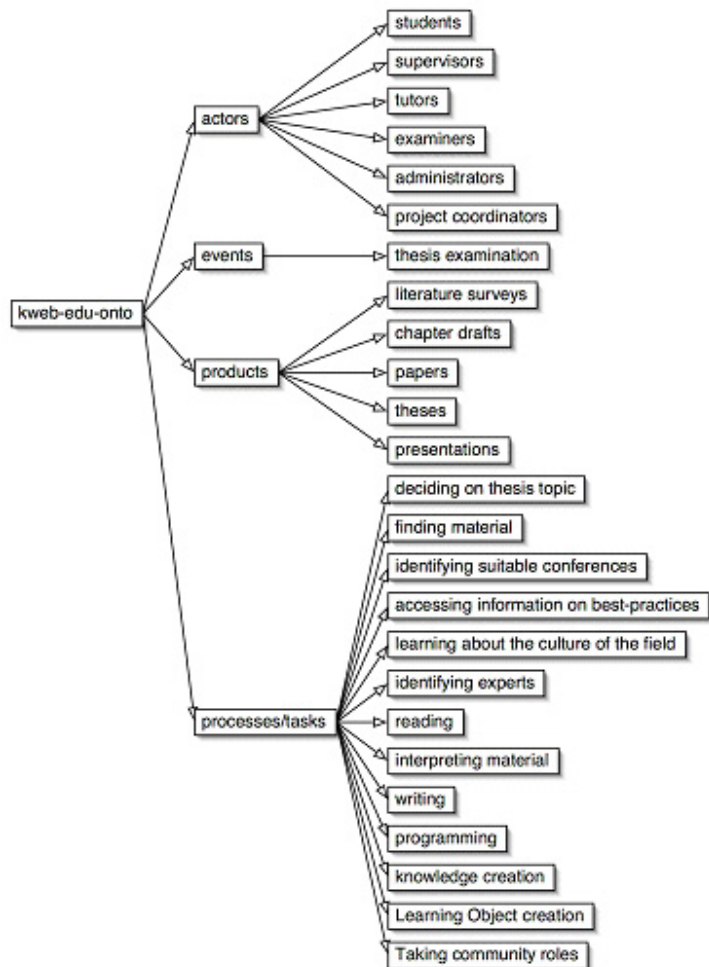 students
supervisors
tutors
actors
examiners
administrators
project coordinators
events
thesis examination
literature surveys
kweb-edu-onto
chapter drafts
products
papers
theses
presentations
deciding on thesis topic
finding material
identifying suitable conferences
accessing information on best-practices
learning about the culture of the field
identifying experts
processes/tasks
reading
interpreting material
writing
programming
knowledge creation
Learning Object creation
Taking community roles